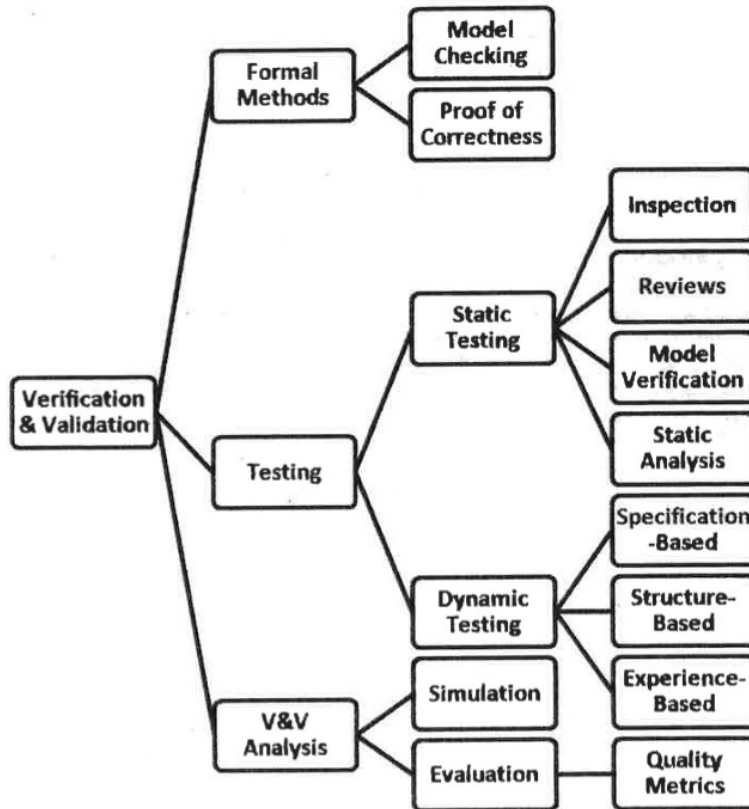 Model
Checking
Formal
Methods
Proof of
Correctness
Inspection
Reviews
Static
Testing
Model
Verification
Verification
& Validation
Static
Analysis
Testing
Specification
-Based
Dynamic
Testing
Structure-
Based
Simulation
Experience-
Based
V&V
Analysis
Evaluation
Quality
Metrics